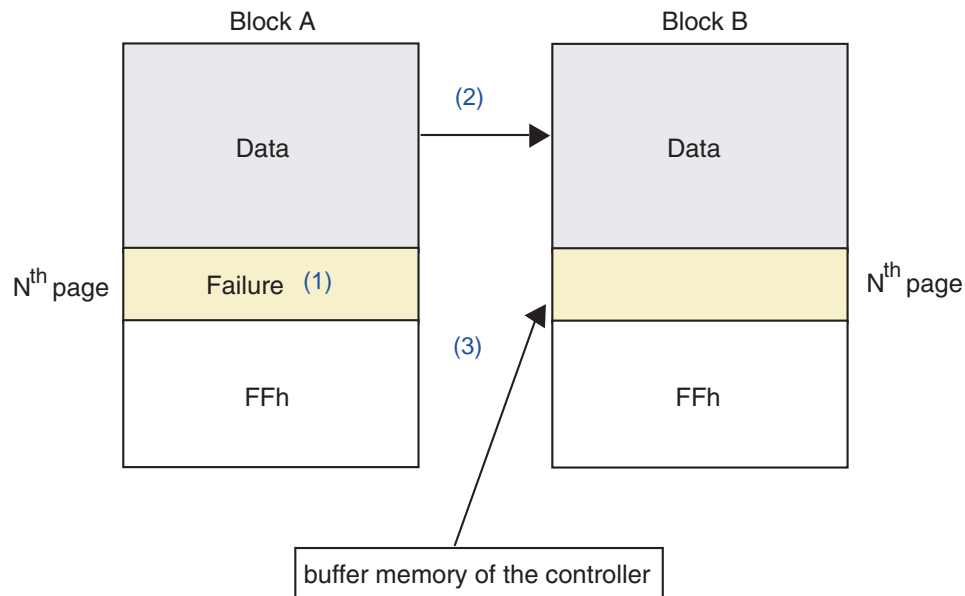 Block A
Block B
(2)
Data
Data
Nth page
Failure (1)
Nth page
(3)
FFh
FFh
buffer memory of the controller